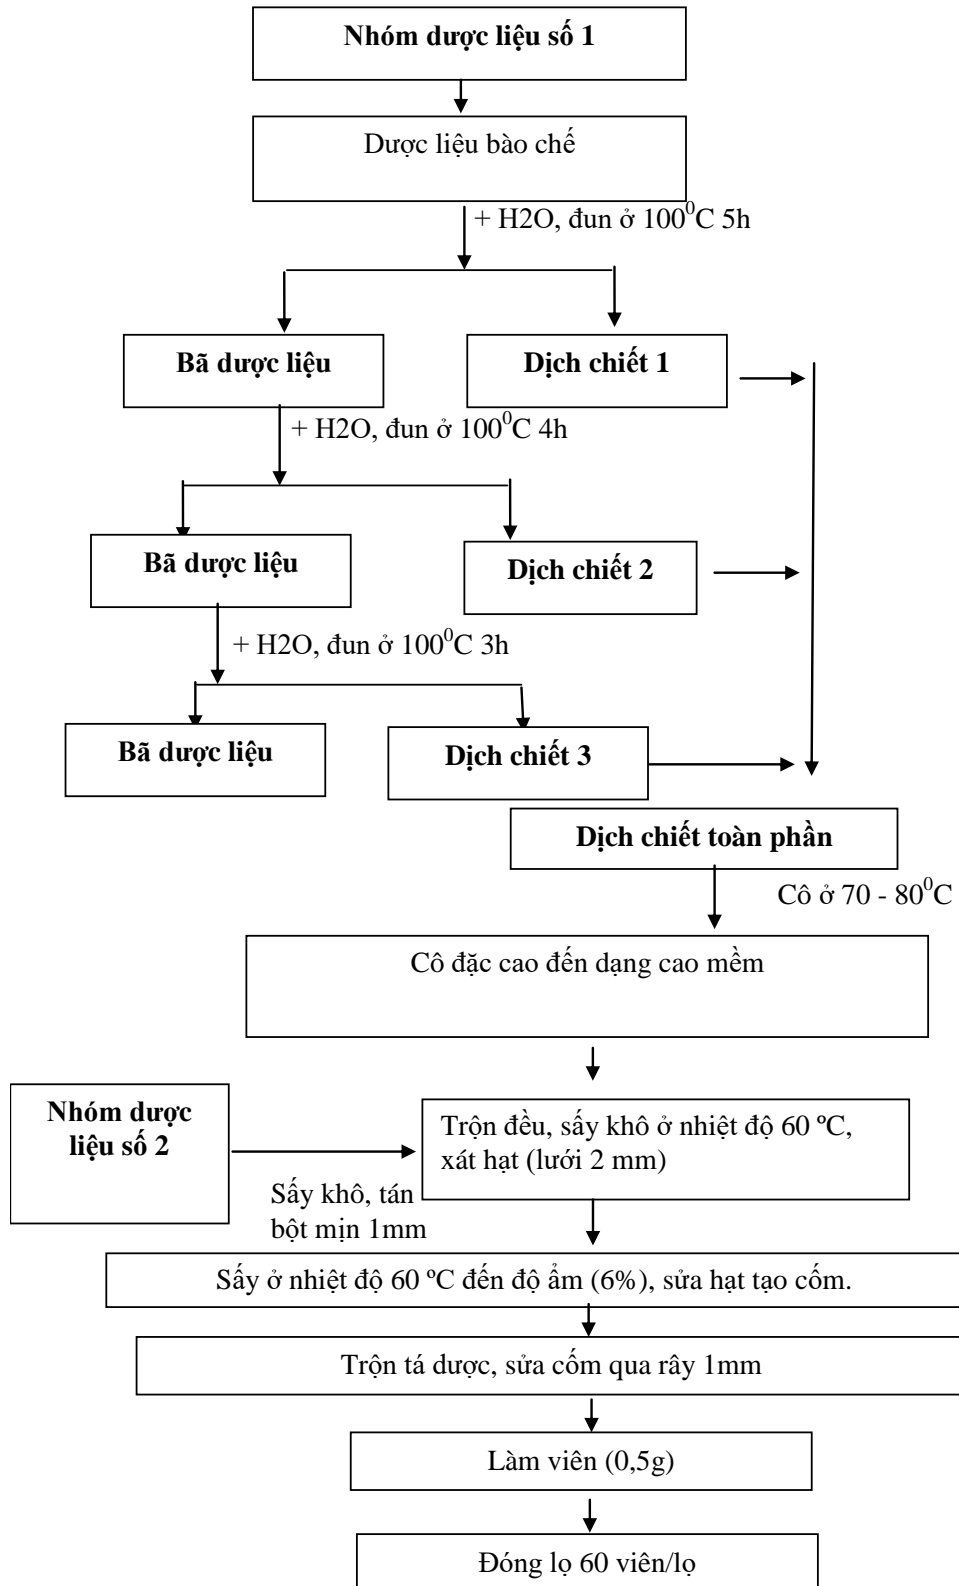 Nhóm dược liệu số 1
Dược liệu bào chế
+ H2O, đun ở 100⁰C 5h
Bã dược liệu
Dịch chiết 1
+ H2O, đun ở 100⁰C 4h
Bã dược liệu
Dịch chiết 2
+ H2O, đun ở 100⁰C 3h
Bã dược liệu
Dịch chiết 3
Dịch chiết toàn phần
Cô ở 70 - 80⁰C
Cô đặc cao đến dạng cao mềm
Nhóm dược
liệu số 2
Sấy khô, tán
bột mịn 1mm
Trộn đều, sấy khô ở nhiệt độ 60 ºC,
xát hạt (lưới 2 mm)
Sấy ở nhiệt độ 60 ºC đến độ ẩm (6%), sửa hạt tạo cốm.
Trộn tá dược, sửa cốm qua rây 1mm
Làm viên (0,5g)
Đóng lọ 60 viên/lọ